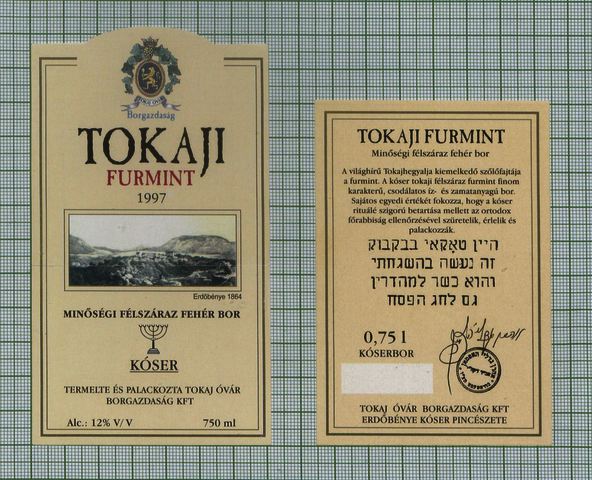 Borgazdaság
TOKAJI
FURMINT
1997
Erdőbénye 1864
MINŐSÉGI FÉLSZÁRAZ FEHÉR BOR
KÓSER
TERMELTE ÉS PALACKOZTA TOKAJ ÓVÁR
BORGAZDASÁG KFT
Alc.: 12% V/V 750 ml
TOKAJI FURMINT
Minőségi félszáraz fehér bor
A világhírű Tokajhegyalja kiemelkedő szőlőfajtája
a furmint. A kóser tokaji félszáraz furmint finom
karakterű, csodálatos íz- és zamatanyagú bor.
Sajátos egyedi értékét fokozza, hogy a kóser
rituálé szigorú betartása mellett az ortodox
főrabbiság ellenőrzésével szüretelik, érlelik és
palackozzák.
היין טאקאי בבקבוק
זה נעשה בהשגחתי
והוא כשר למהדרין
גם לחג הפסח
0,75 l
KÓSERBOR
TOKAJ ÓVÁR BORGAZDASÁG KFT
ERDŐBÉNYE KÓSER PINCÉSZETE